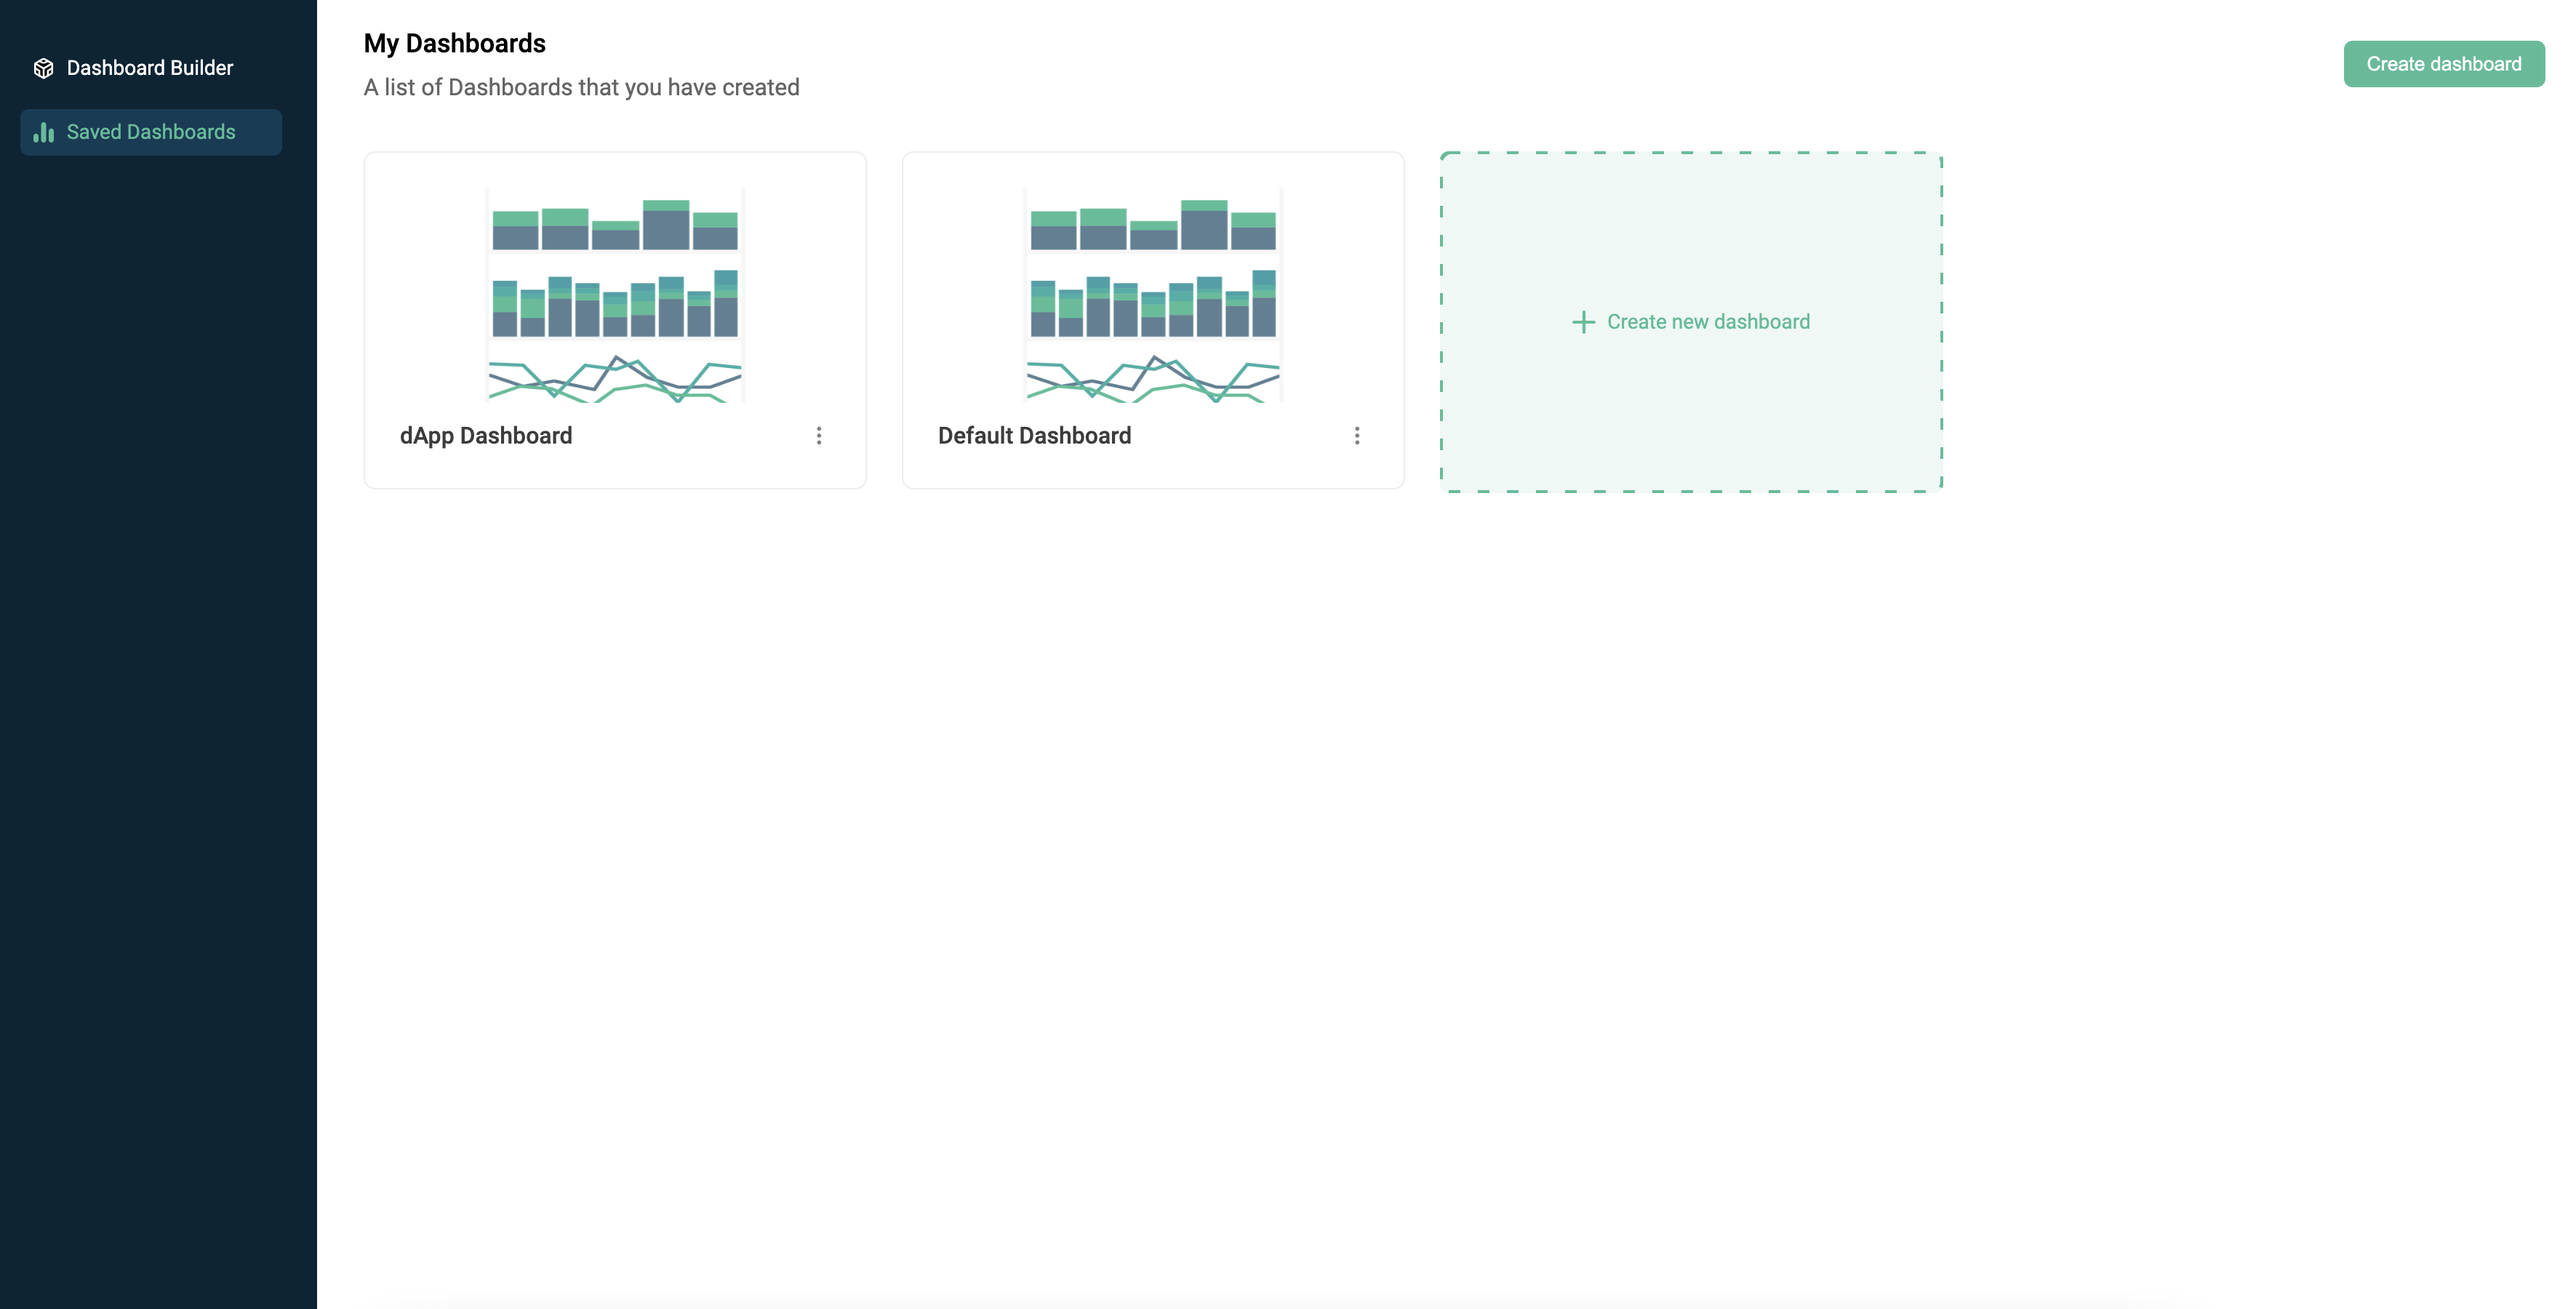 Dashboard Builder
Saved Dashboards
My Dashboards
A list of Dashboards that you have created
Create dashboard
dApp Dashboard
Default Dashboard
Create new dashboard